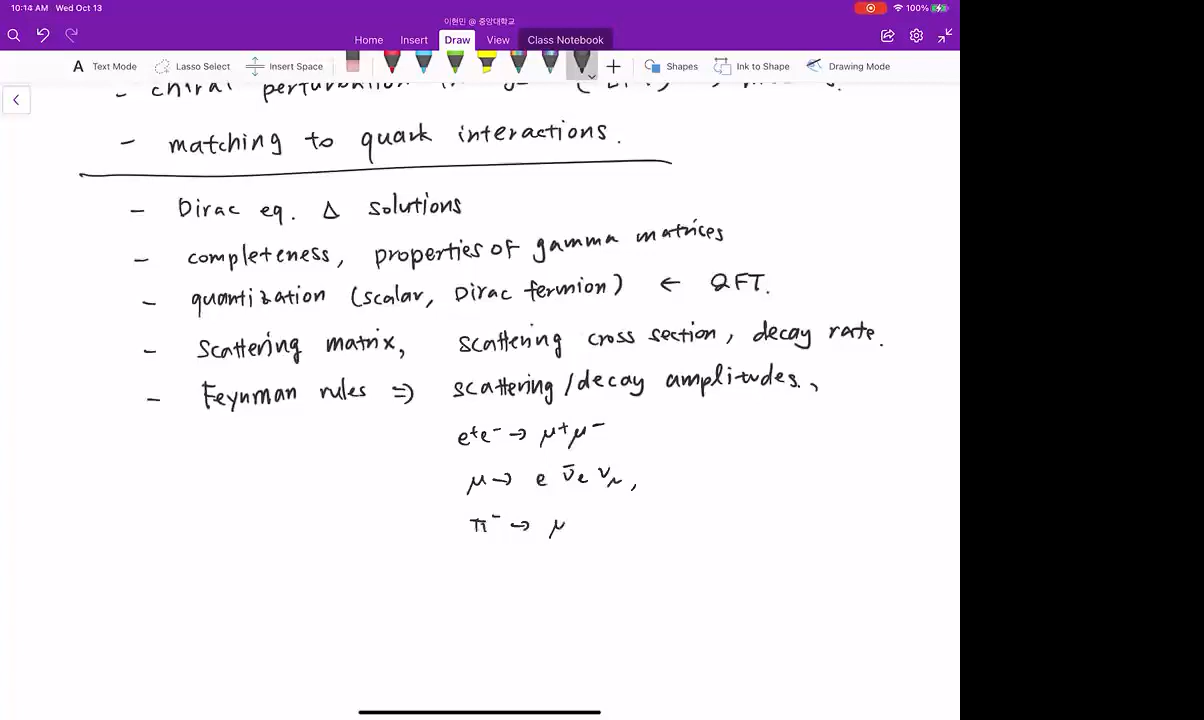 10:14 AM Wed Oct 13
100%
이현민 @ 중앙대학교
Home Insert Draw View Class Notebook
A Text Mode Lasso Select Insert Space Shapes Ink to Shape Drawing Mode
- chiral perturbation
- matching to quark interactions.
- Dirac eq. Δ solutions
- completeness, properties of gamma matrices
- quantization (scalar, Dirac fermion) ← QFT.
- Scattering matrix, scattering cross section, decay rate.
- Feynman rules ⇒ scattering/decay amplitudes,
e⁺e⁻ → μ⁺μ⁻
μ → e ν̄e νμ,
π⁻ → μ